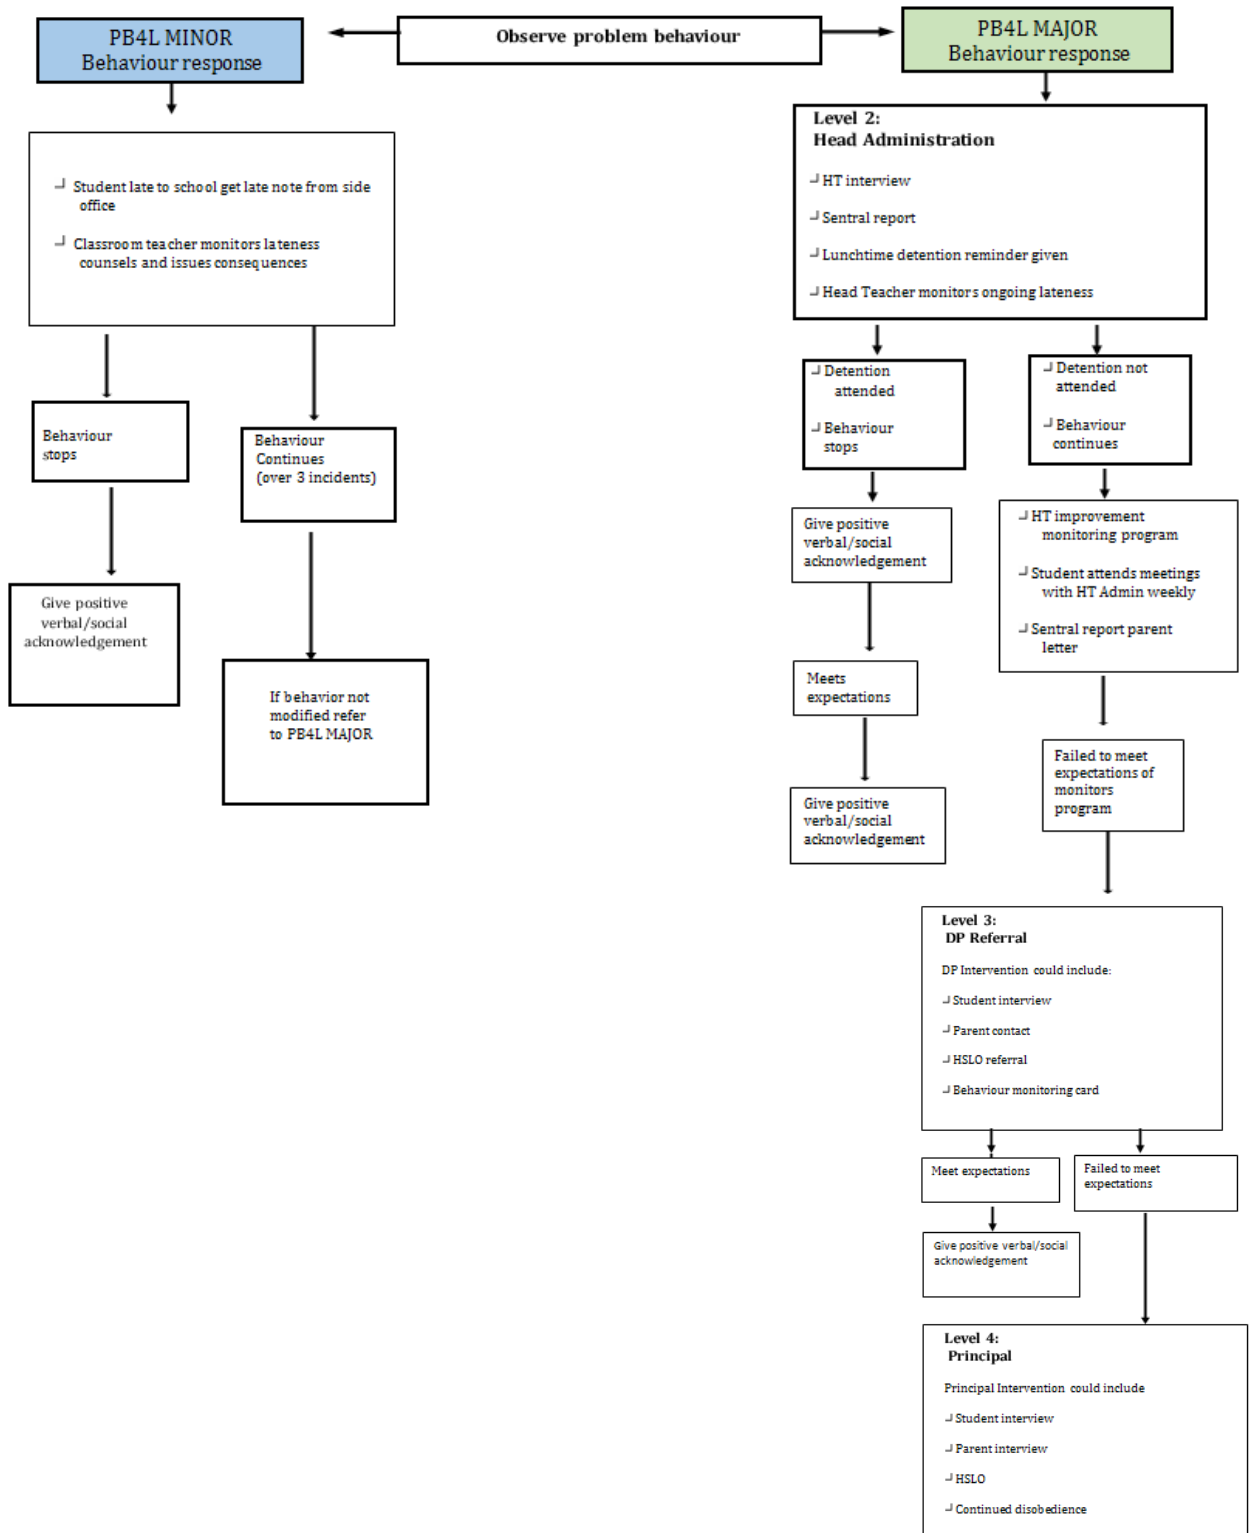 PB4L MINOR
Behaviour response
Observe problem behaviour
PB4L MAJOR
Behaviour response
Student late to school get late note from side
office
Classroom teacher monitors lateness
counsels and issues consequences
Behaviour
stops
Behaviour
Continues
(over 3 incidents)
Give positive
verbal/social
acknowledgement
If behavior not
modified refer
to PB4L MAJOR
Level 2:
Head Administration
HT interview
Sentral report
Lunchtime detention reminder given
Head Teacher monitors ongoing lateness
Detention
attended
Behaviour
stops
Detention not
attended
Behaviour
continues
Give positive
verbal/social
acknowledgement
HT improvement
monitoring program
Student attends meetings
with HT Admin weekly
Sentral report parent
letter
Meets
expectations
Give positive
verbal/social
acknowledgement
Failed to meet
expectations of
monitors
program
Level 3:
DP Referral
DP Intervention could include:
Student interview
Parent contact
HSLO referral
Behaviour monitoring card
Meet expectations
Failed to meet
expectations
Give positive verbal/social
acknowledgement
Level 4:
Principal
Principal Intervention could include
Student interview
Parent interview
HSLO
Continued disobedience